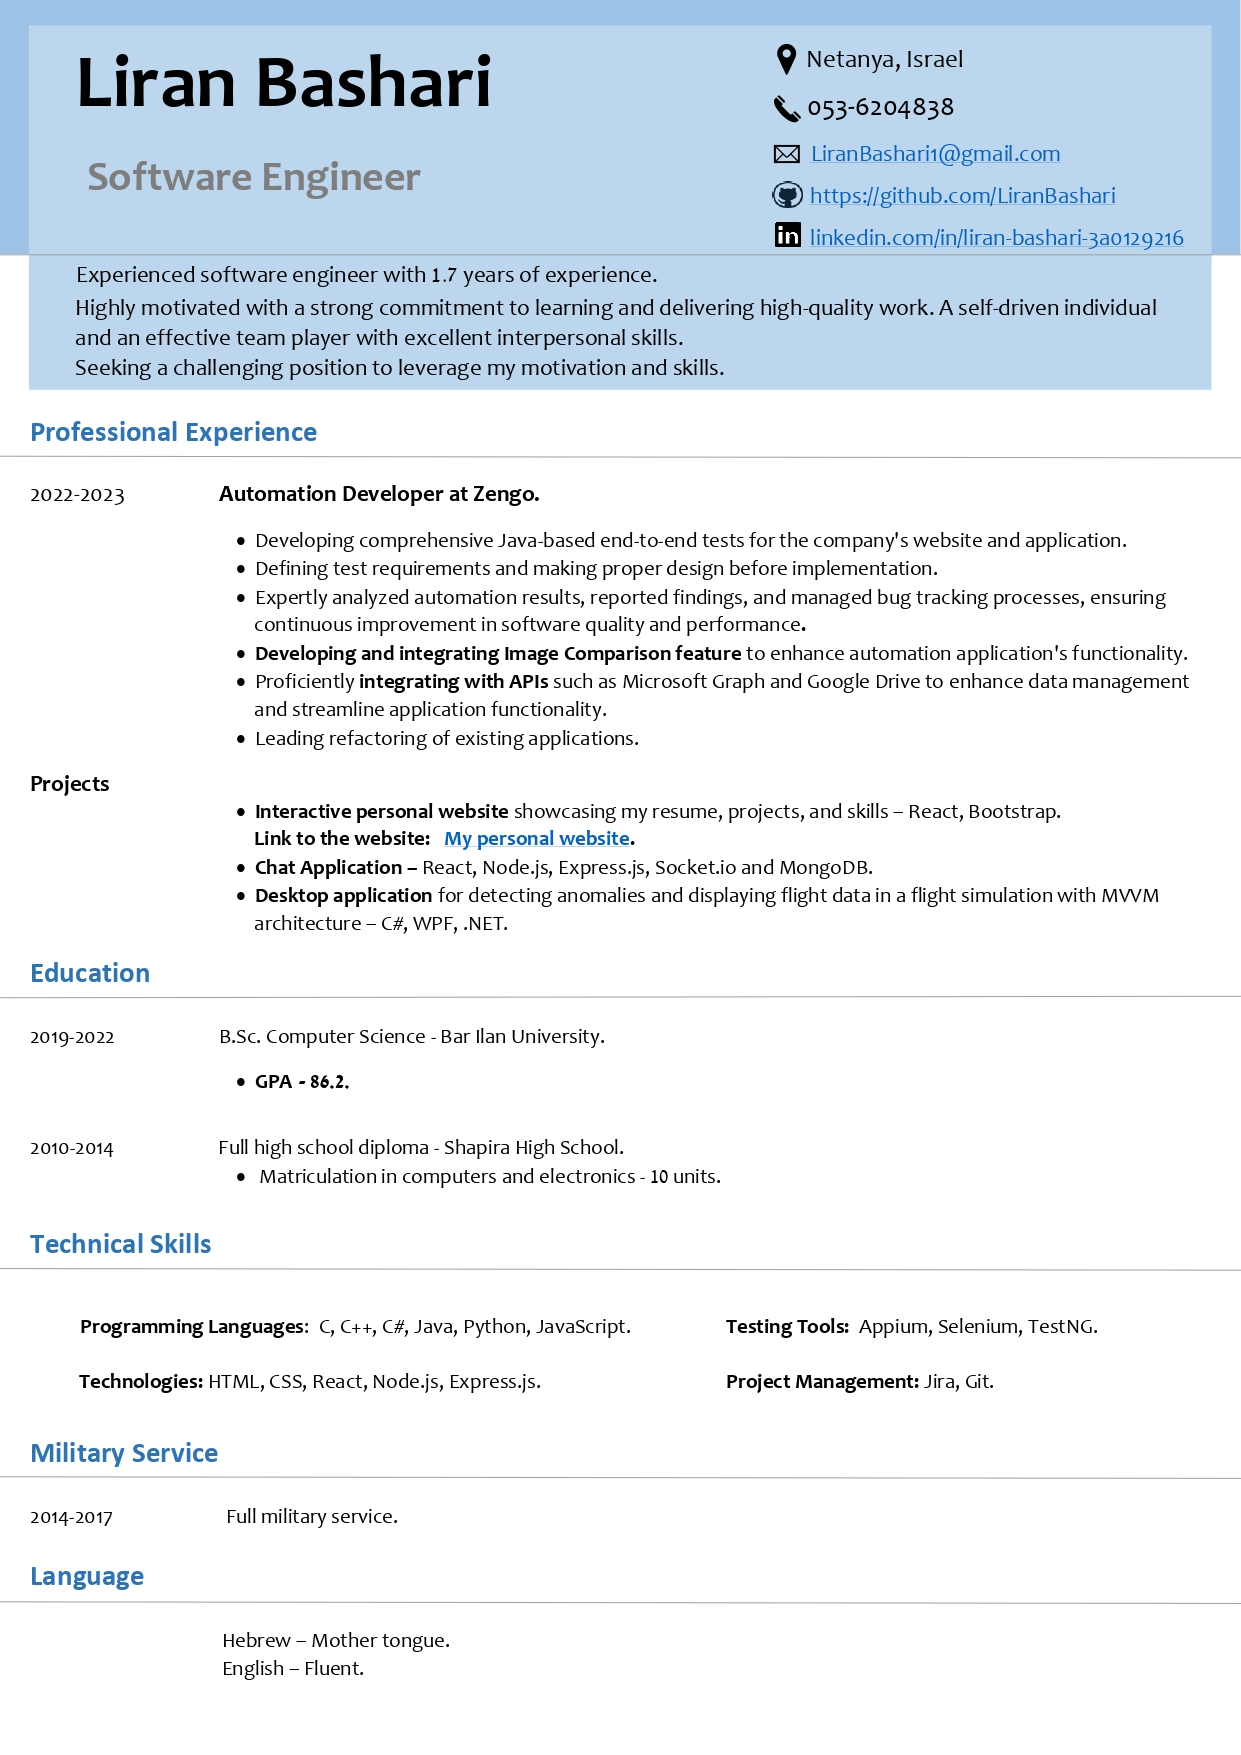 Liran Bashari
Software Engineer
Netanya, Israel
053-6204838
LiranBashari1@gmail.com
https://github.com/LiranBashari
linkedin.com/in/liran-bashari-3a0129216
Experienced software engineer with 1.7 years of experience.
Highly motivated with a strong commitment to learning and delivering high-quality work. A self-driven individual
and an effective team player with excellent interpersonal skills.
Seeking a challenging position to leverage my motivation and skills.
Professional Experience
2022-2023 Automation Developer at Zengo.
• Developing comprehensive Java-based end-to-end tests for the company's website and application.
• Defining test requirements and making proper design before implementation.
• Expertly analyzed automation results, reported findings, and managed bug tracking processes, ensuring
continuous improvement in software quality and performance.
• Developing and integrating Image Comparison feature to enhance automation application's functionality.
• Proficiently integrating with APIs such as Microsoft Graph and Google Drive to enhance data management
and streamline application functionality.
• Leading refactoring of existing applications.
Projects
• Interactive personal website showcasing my resume, projects, and skills – React, Bootstrap.
Link to the website: My personal website.
• Chat Application – React, Node.js, Express.js, Socket.io and MongoDB.
• Desktop application for detecting anomalies and displaying flight data in a flight simulation with MVVM
architecture – C#, WPF, .NET.
Education
2019-2022 B.Sc. Computer Science - Bar Ilan University.
• GPA - 86.2.
2010-2014 Full high school diploma - Shapira High School.
• Matriculation in computers and electronics - 10 units.
Technical Skills
Programming Languages: C, C++, C#, Java, Python, JavaScript. Testing Tools: Appium, Selenium, TestNG.
Technologies: HTML, CSS, React, Node.js, Express.js. Project Management: Jira, Git.
Military Service
2014-2017 Full military service.
Language
Hebrew – Mother tongue.
English – Fluent.